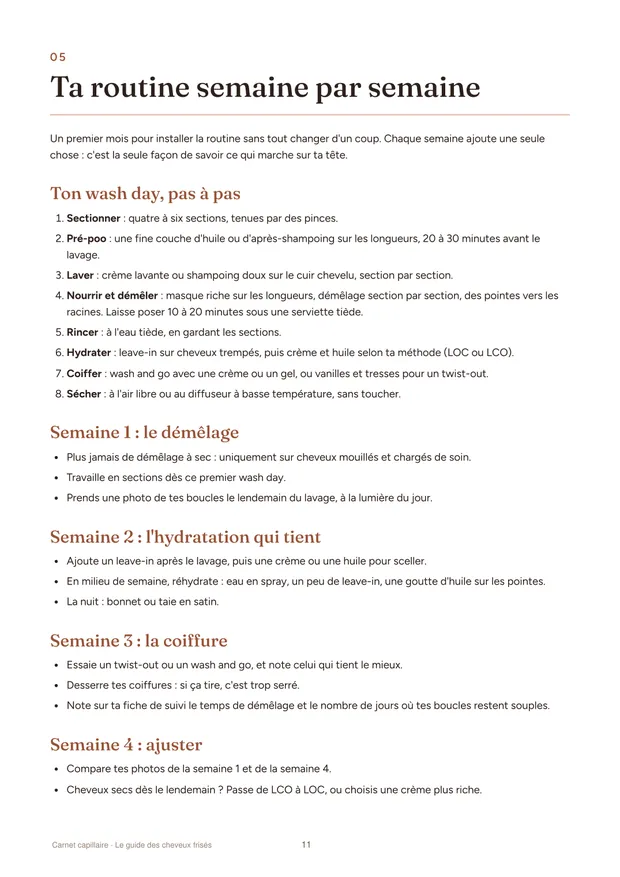 05
Ta routine semaine par semaine
Un premier mois pour installer la routine sans tout changer d'un coup. Chaque semaine ajoute une seule
chose : c'est la seule façon de savoir ce qui marche sur ta tête.
Ton wash day, pas à pas
1. Sectionner : quatre à six sections, tenues par des pinces.
2. Pré-poo : une fine couche d'huile ou d'après-shampoing sur les longueurs, 20 à 30 minutes avant le
lavage.
3. Laver : crème lavante ou shampoing doux sur le cuir chevelu, section par section.
4. Nourrir et démêler : masque riche sur les longueurs, démêlage section par section, des pointes vers les
racines. Laisse poser 10 à 20 minutes sous une serviette tiède.
5. Rincer : à l'eau tiède, en gardant les sections.
6. Hydrater : leave-in sur cheveux trempés, puis crème et huile selon ta méthode (LOC ou LCO).
7. Coiffer : wash and go avec une crème ou un gel, ou vanilles et tresses pour un twist-out.
8. Sécher : à l'air libre ou au diffuseur à basse température, sans toucher.
Semaine 1 : le démêlage
• Plus jamais de démêlage à sec : uniquement sur cheveux mouillés et chargés de soin.
• Travaille en sections dès ce premier wash day.
• Prends une photo de tes boucles le lendemain du lavage, à la lumière du jour.
Semaine 2 : l'hydratation qui tient
• Ajoute un leave-in après le lavage, puis une crème ou une huile pour sceller.
• En milieu de semaine, réhydrate : eau en spray, un peu de leave-in, une goutte d'huile sur les pointes.
• La nuit : bonnet ou taie en satin.
Semaine 3 : la coiffure
• Essaie un twist-out ou un wash and go, et note celui qui tient le mieux.
• Desserre tes coiffures : si ça tire, c'est trop serré.
• Note sur ta fiche de suivi le temps de démêlage et le nombre de jours où tes boucles restent souples.
Semaine 4 : ajuster
• Compare tes photos de la semaine 1 et de la semaine 4.
• Cheveux secs dès le lendemain ? Passe de LCO à LOC, ou choisis une crème plus riche.
Carnet capillaire · Le guide des cheveux frisés
11